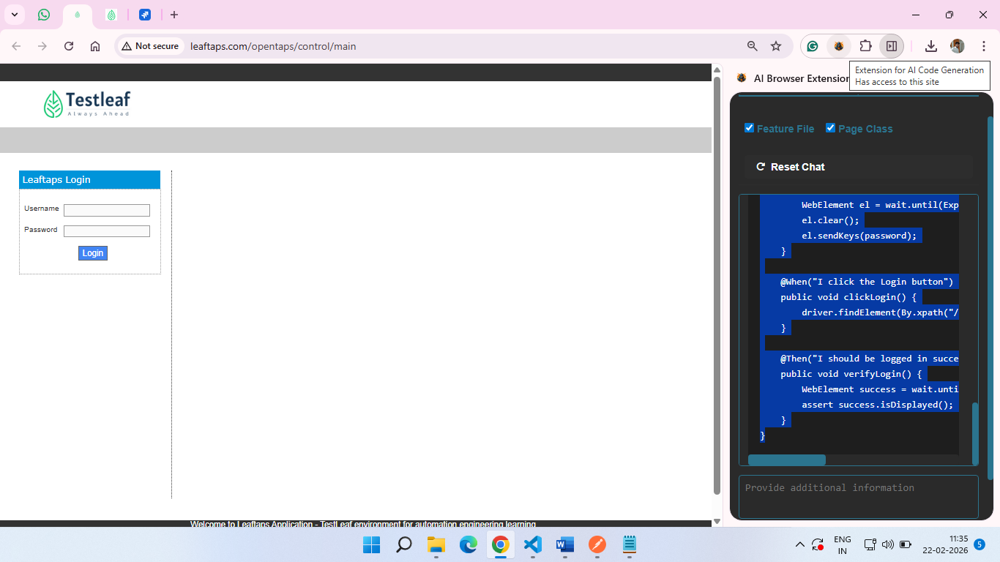 Not secure
leaftaps.com/opentaps/control/main
AI Browser Extension
Extension for AI Code Generation
Has access to this site
Testleaf
Always Ahead
Leaftaps Login
Username
Password
Login
Welcome to Leaftaps Application - TestLeaf environment for automation engineering learning
Feature File
Page Class
Reset Chat
WebElement el = wait.until(Exp
el.clear();
el.sendKeys(password);
}
@When("I click the Login button")
public void clickLogin() {
driver.findElement(By.xpath("/
}
@Then("I should be logged in succe
public void verifyLogin() {
WebElement success = wait.unti
assert success.isDisplayed();
}
}
Provide additional information
ENG
IN
11:35
22-02-2026
5